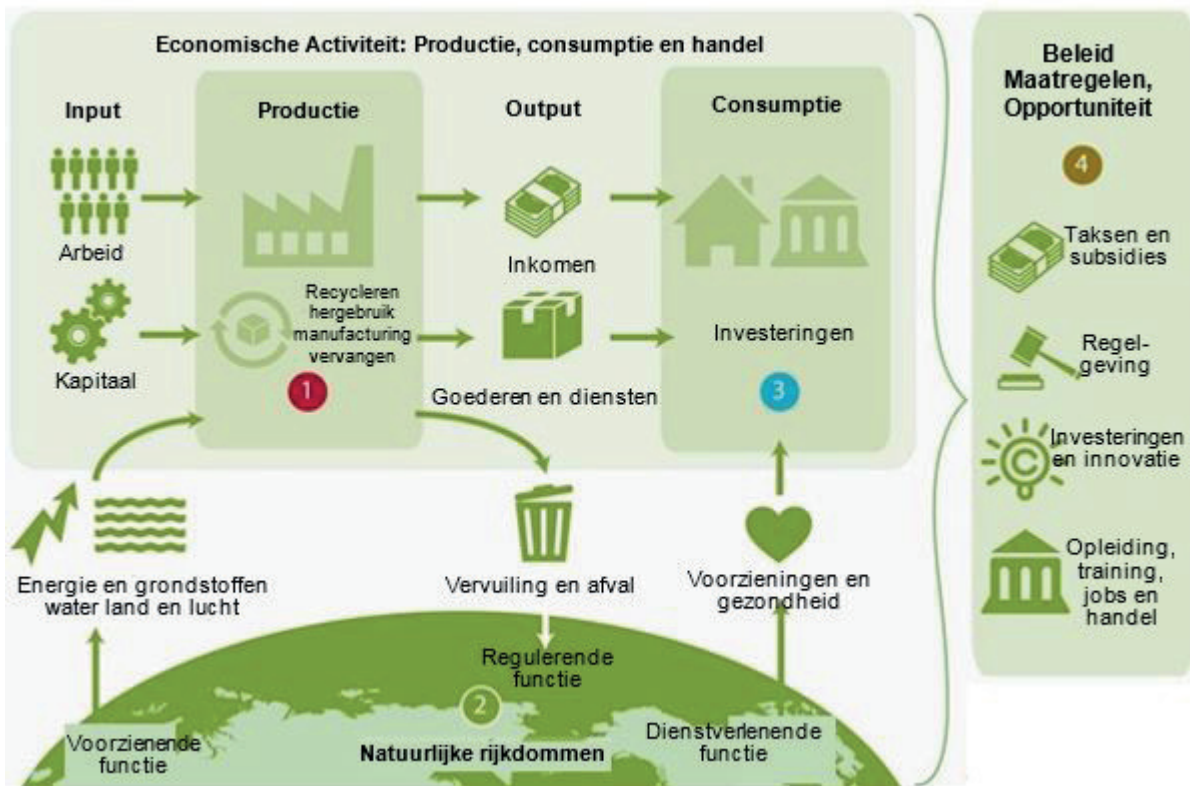 Economische Activiteit: Productie, consumptie en handel
Input
Productie
Output
Consumptie
Arbeid
Inkomen
Recycleren
hergebruik
manufacturing
vervangen
Kapitaal
1
Goederen en diensten
Investeringen
3
Energie en grondstoffen
water land en lucht
Vervuiling en afval
Voorzieningen en
gezondheid
Regulerende
functie
2
Voorzienende
functie
Natuurlijke rijkdommen
Dienstverlenende
functie
Beleid
Maatregelen,
Opportuniteit
4
Taksen en
subsidies
Regel-
geving
C
Investeringen
en innovatie
Opleiding,
training,
jobs en
handel